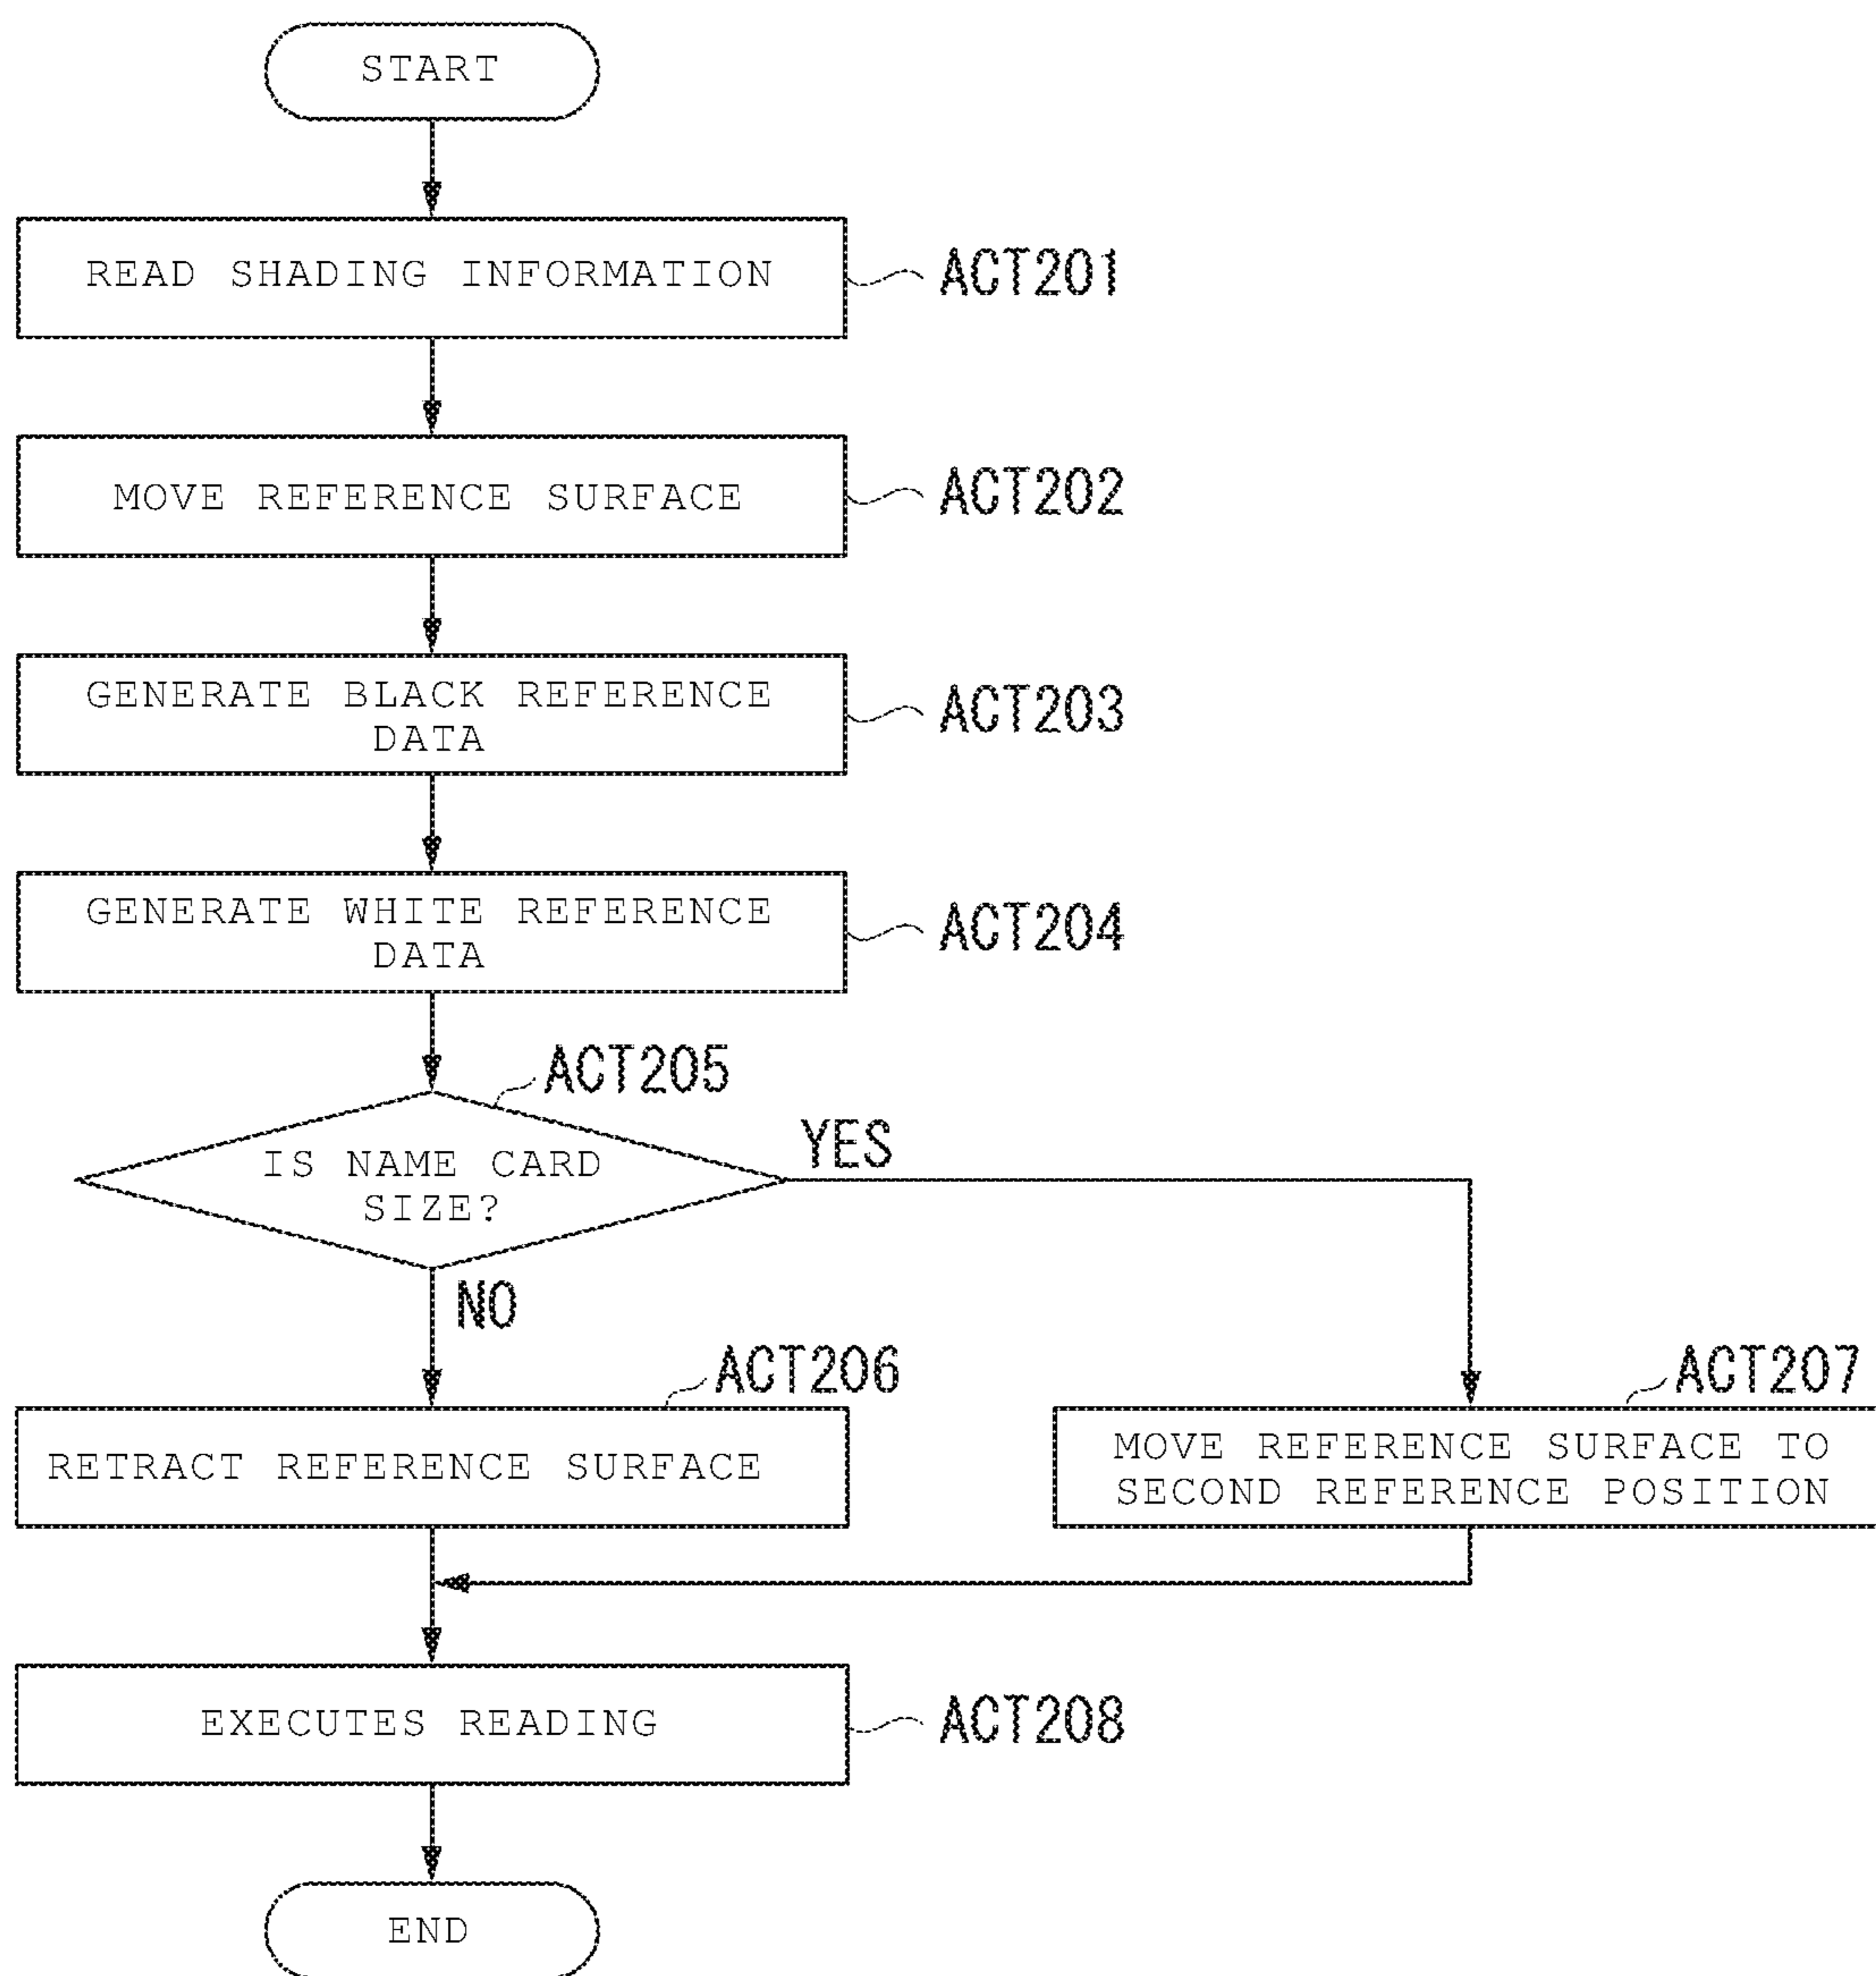 START
READ SHADING INFORMATION
ACT201
MOVE REFERENCE SURFACE
ACT202
GENERATE BLACK REFERENCE
DATA
ACT203
GENERATE WHITE REFERENCE
DATA
ACT204
ACT205
IS NAME CARD
SIZE?
YES
NO
ACT206
RETRACT REFERENCE SURFACE
ACT207
MOVE REFERENCE SURFACE TO
SECOND REFERENCE POSITION
EXECUTES READING
ACT208
END